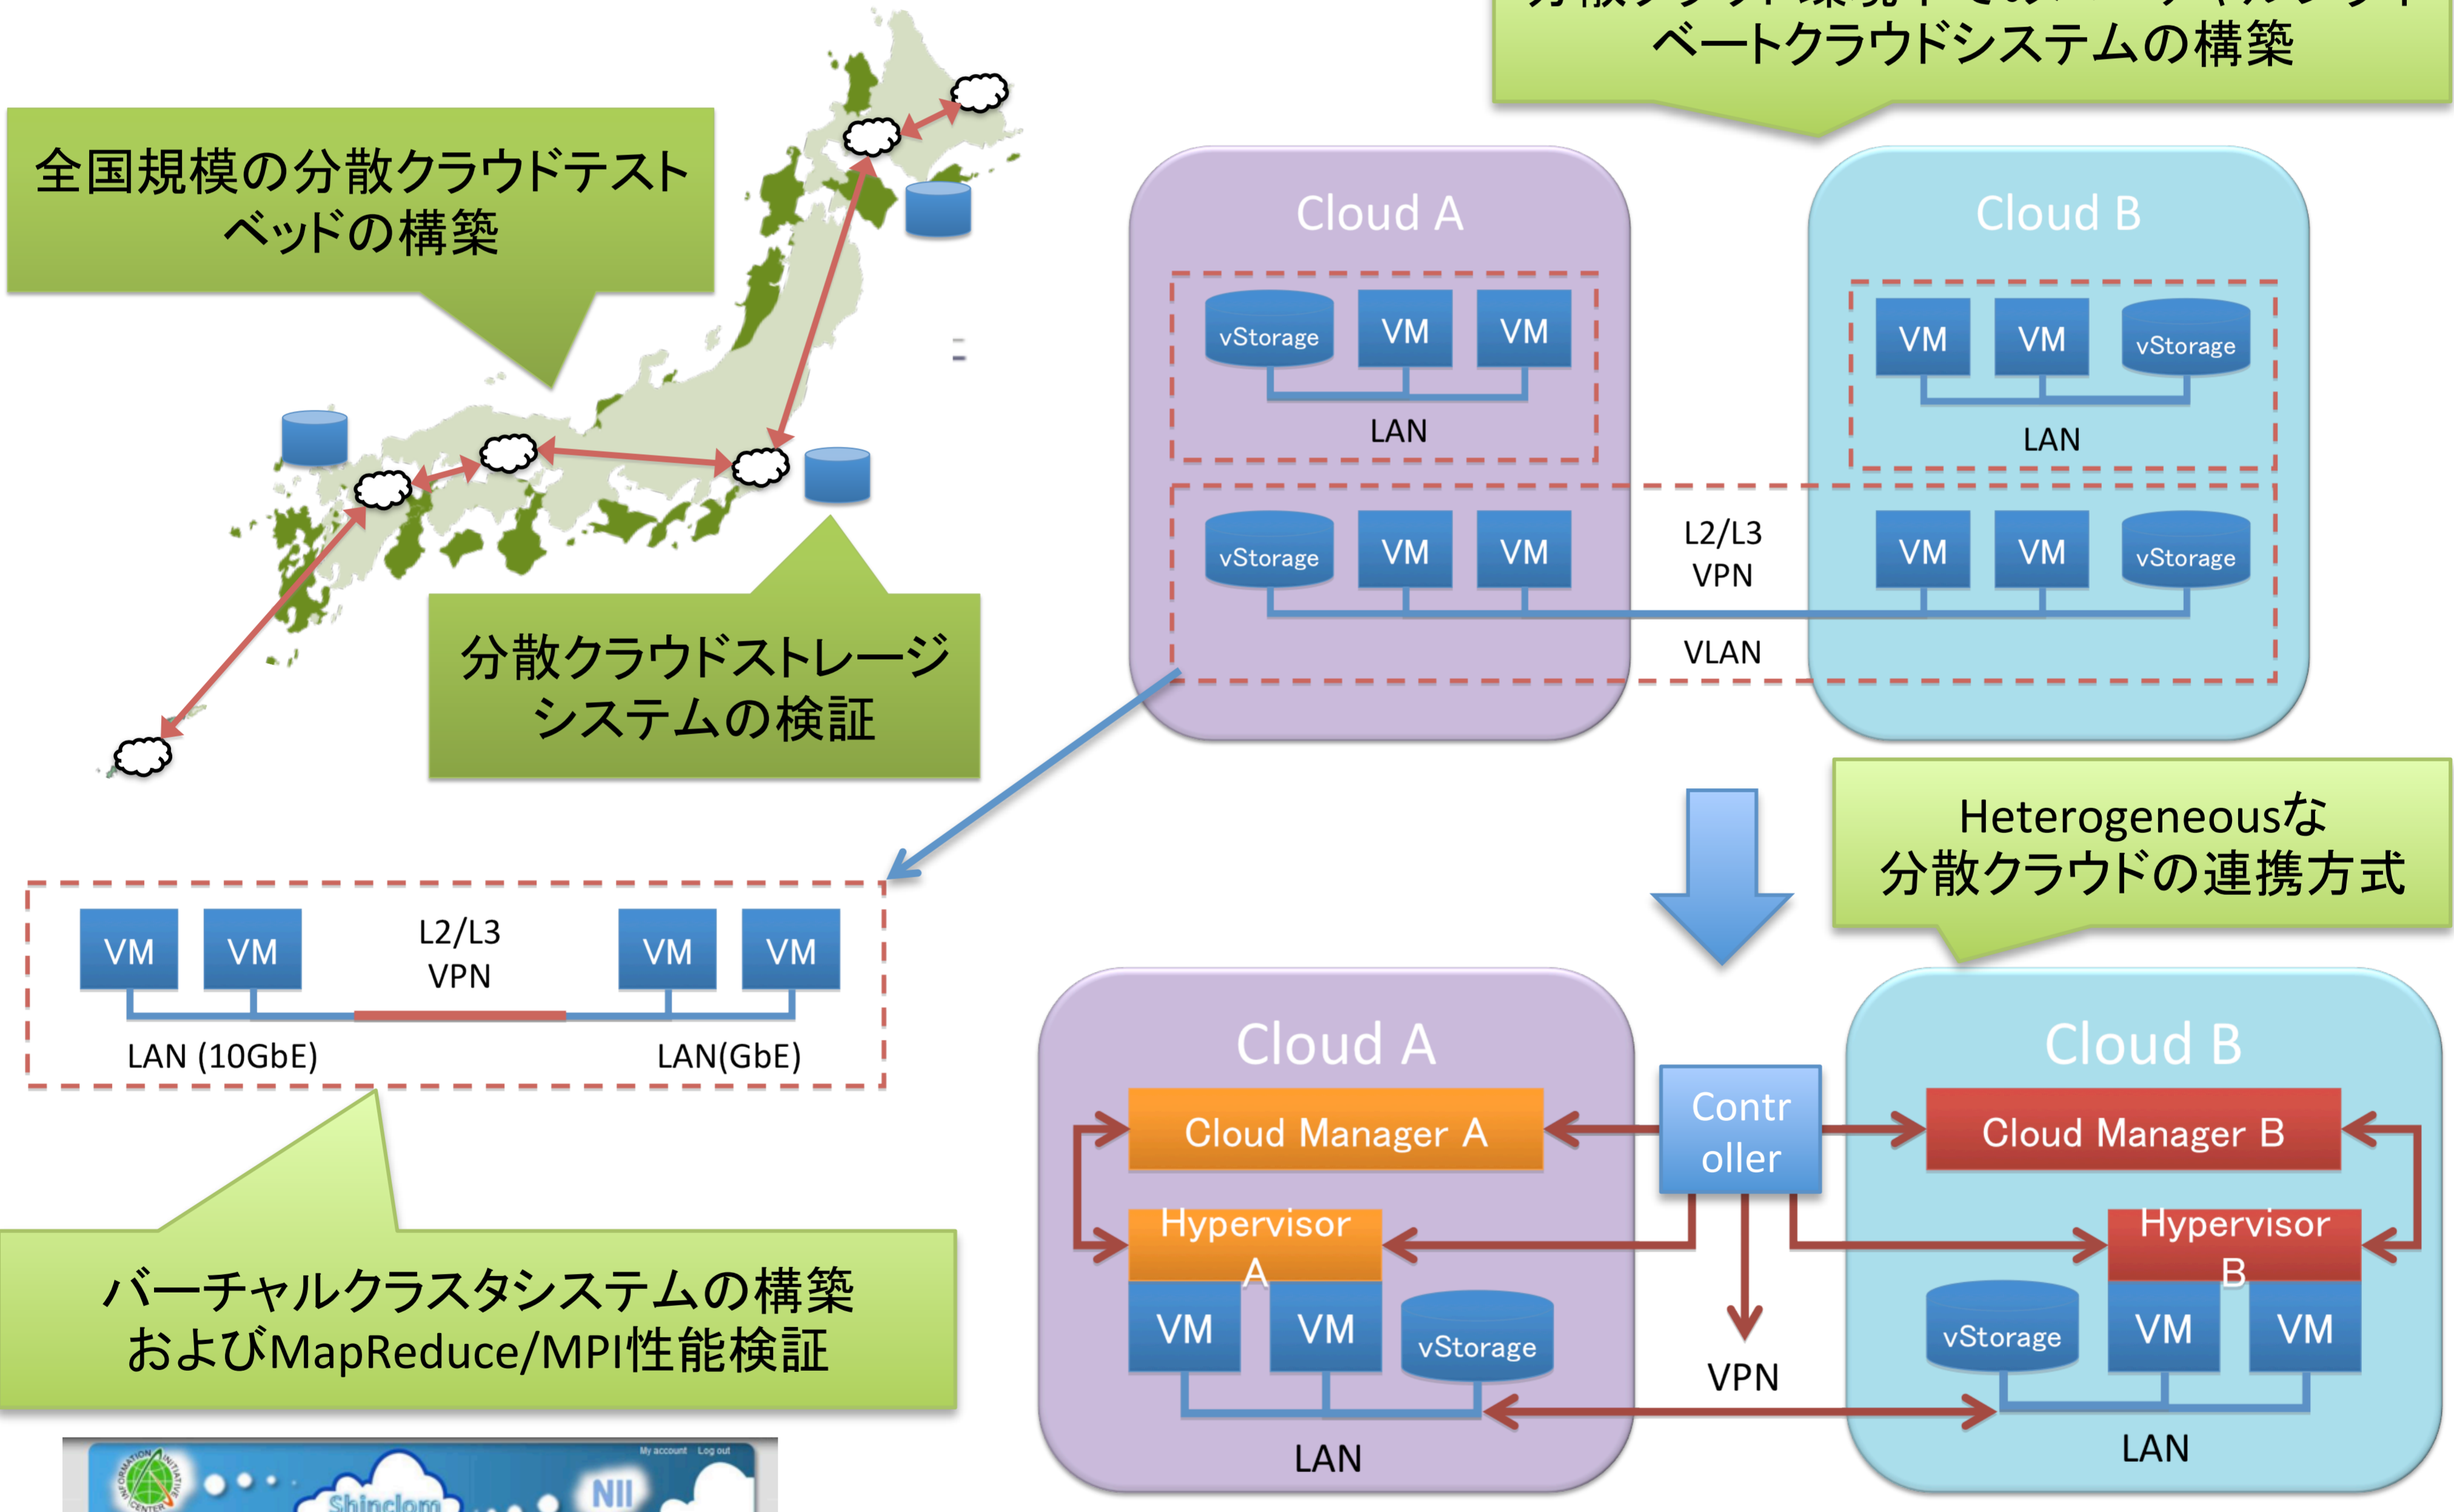 ベートクラウドシステムの構築
全国規模の分散クラウドテスト
ベッドの構築
分散クラウドストレージ
システムの検証
Cloud A
vStorage VM VM
LAN
vStorage VM VM
L2/L3
VPN
VLAN
Cloud B
VM VM vStorage
LAN
VM VM vStorage
VM VM
L2/L3
VPN
VM VM
LAN (10GbE)
LAN(GbE)
バーチャルクラスタシステムの構築
およびMapReduce/MPI性能検証
Heterogeneousな
分散クラウドの連携方式
Cloud A
Cloud Manager A
Hypervisor
A
VM VM vStorage
LAN
Contr
oller
VPN
Cloud B
Cloud Manager B
Hypervisor
B
vStorage VM VM
LAN
My account Log out
INFORMATION INITIATIVE CENTER
Shinclom
NII